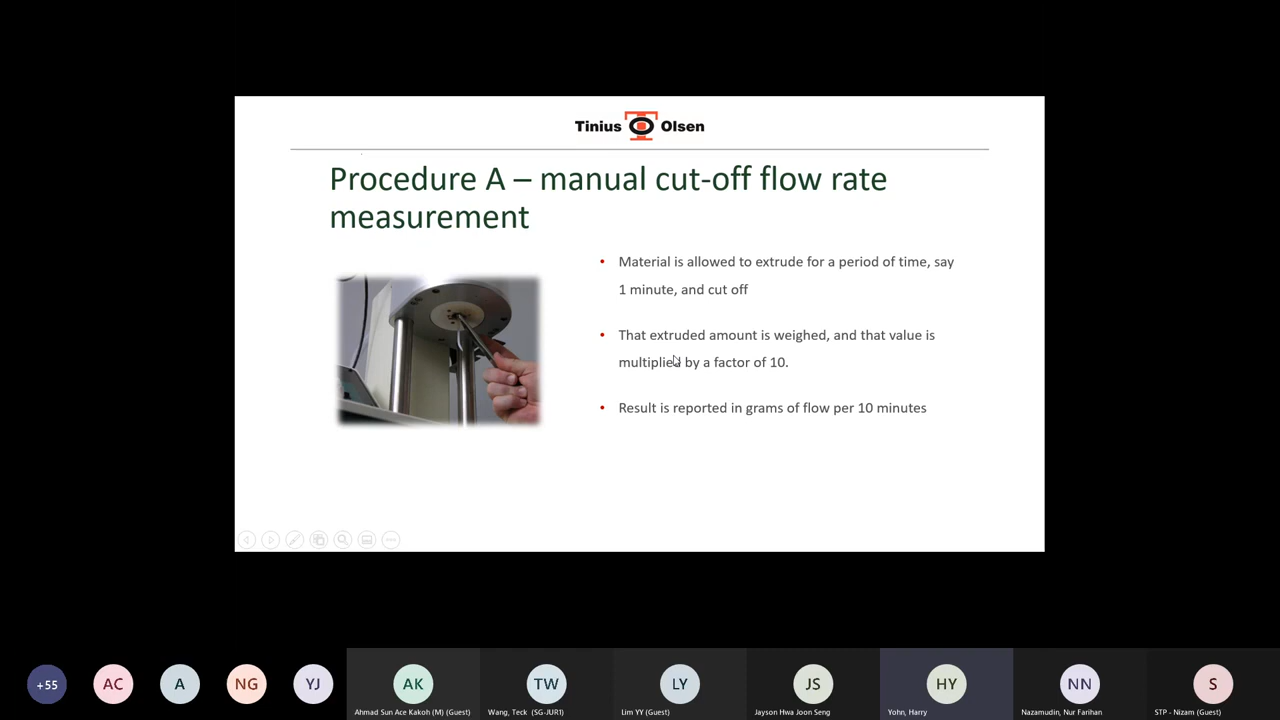 Tinius Olsen
Procedure A – manual cut-off flow rate
measurement
• Material is allowed to extrude for a period of time, say
1 minute, and cut off
• That extruded amount is weighed, and that value is
multiplied by a factor of 10.
• Result is reported in grams of flow per 10 minutes
+55
AC
A
NG
YJ
AK
TW
LY
JS
HY
NN
S
Ahmad Sun Ace Kakoh (M) (Guest)
Wang, Teck (SG-JUR1)
Lim YY (Guest)
Jayson Hwa Joon Seng
Yohn, Harry
Nazamudin, Nur Farihan
STP - Nizam (Guest)